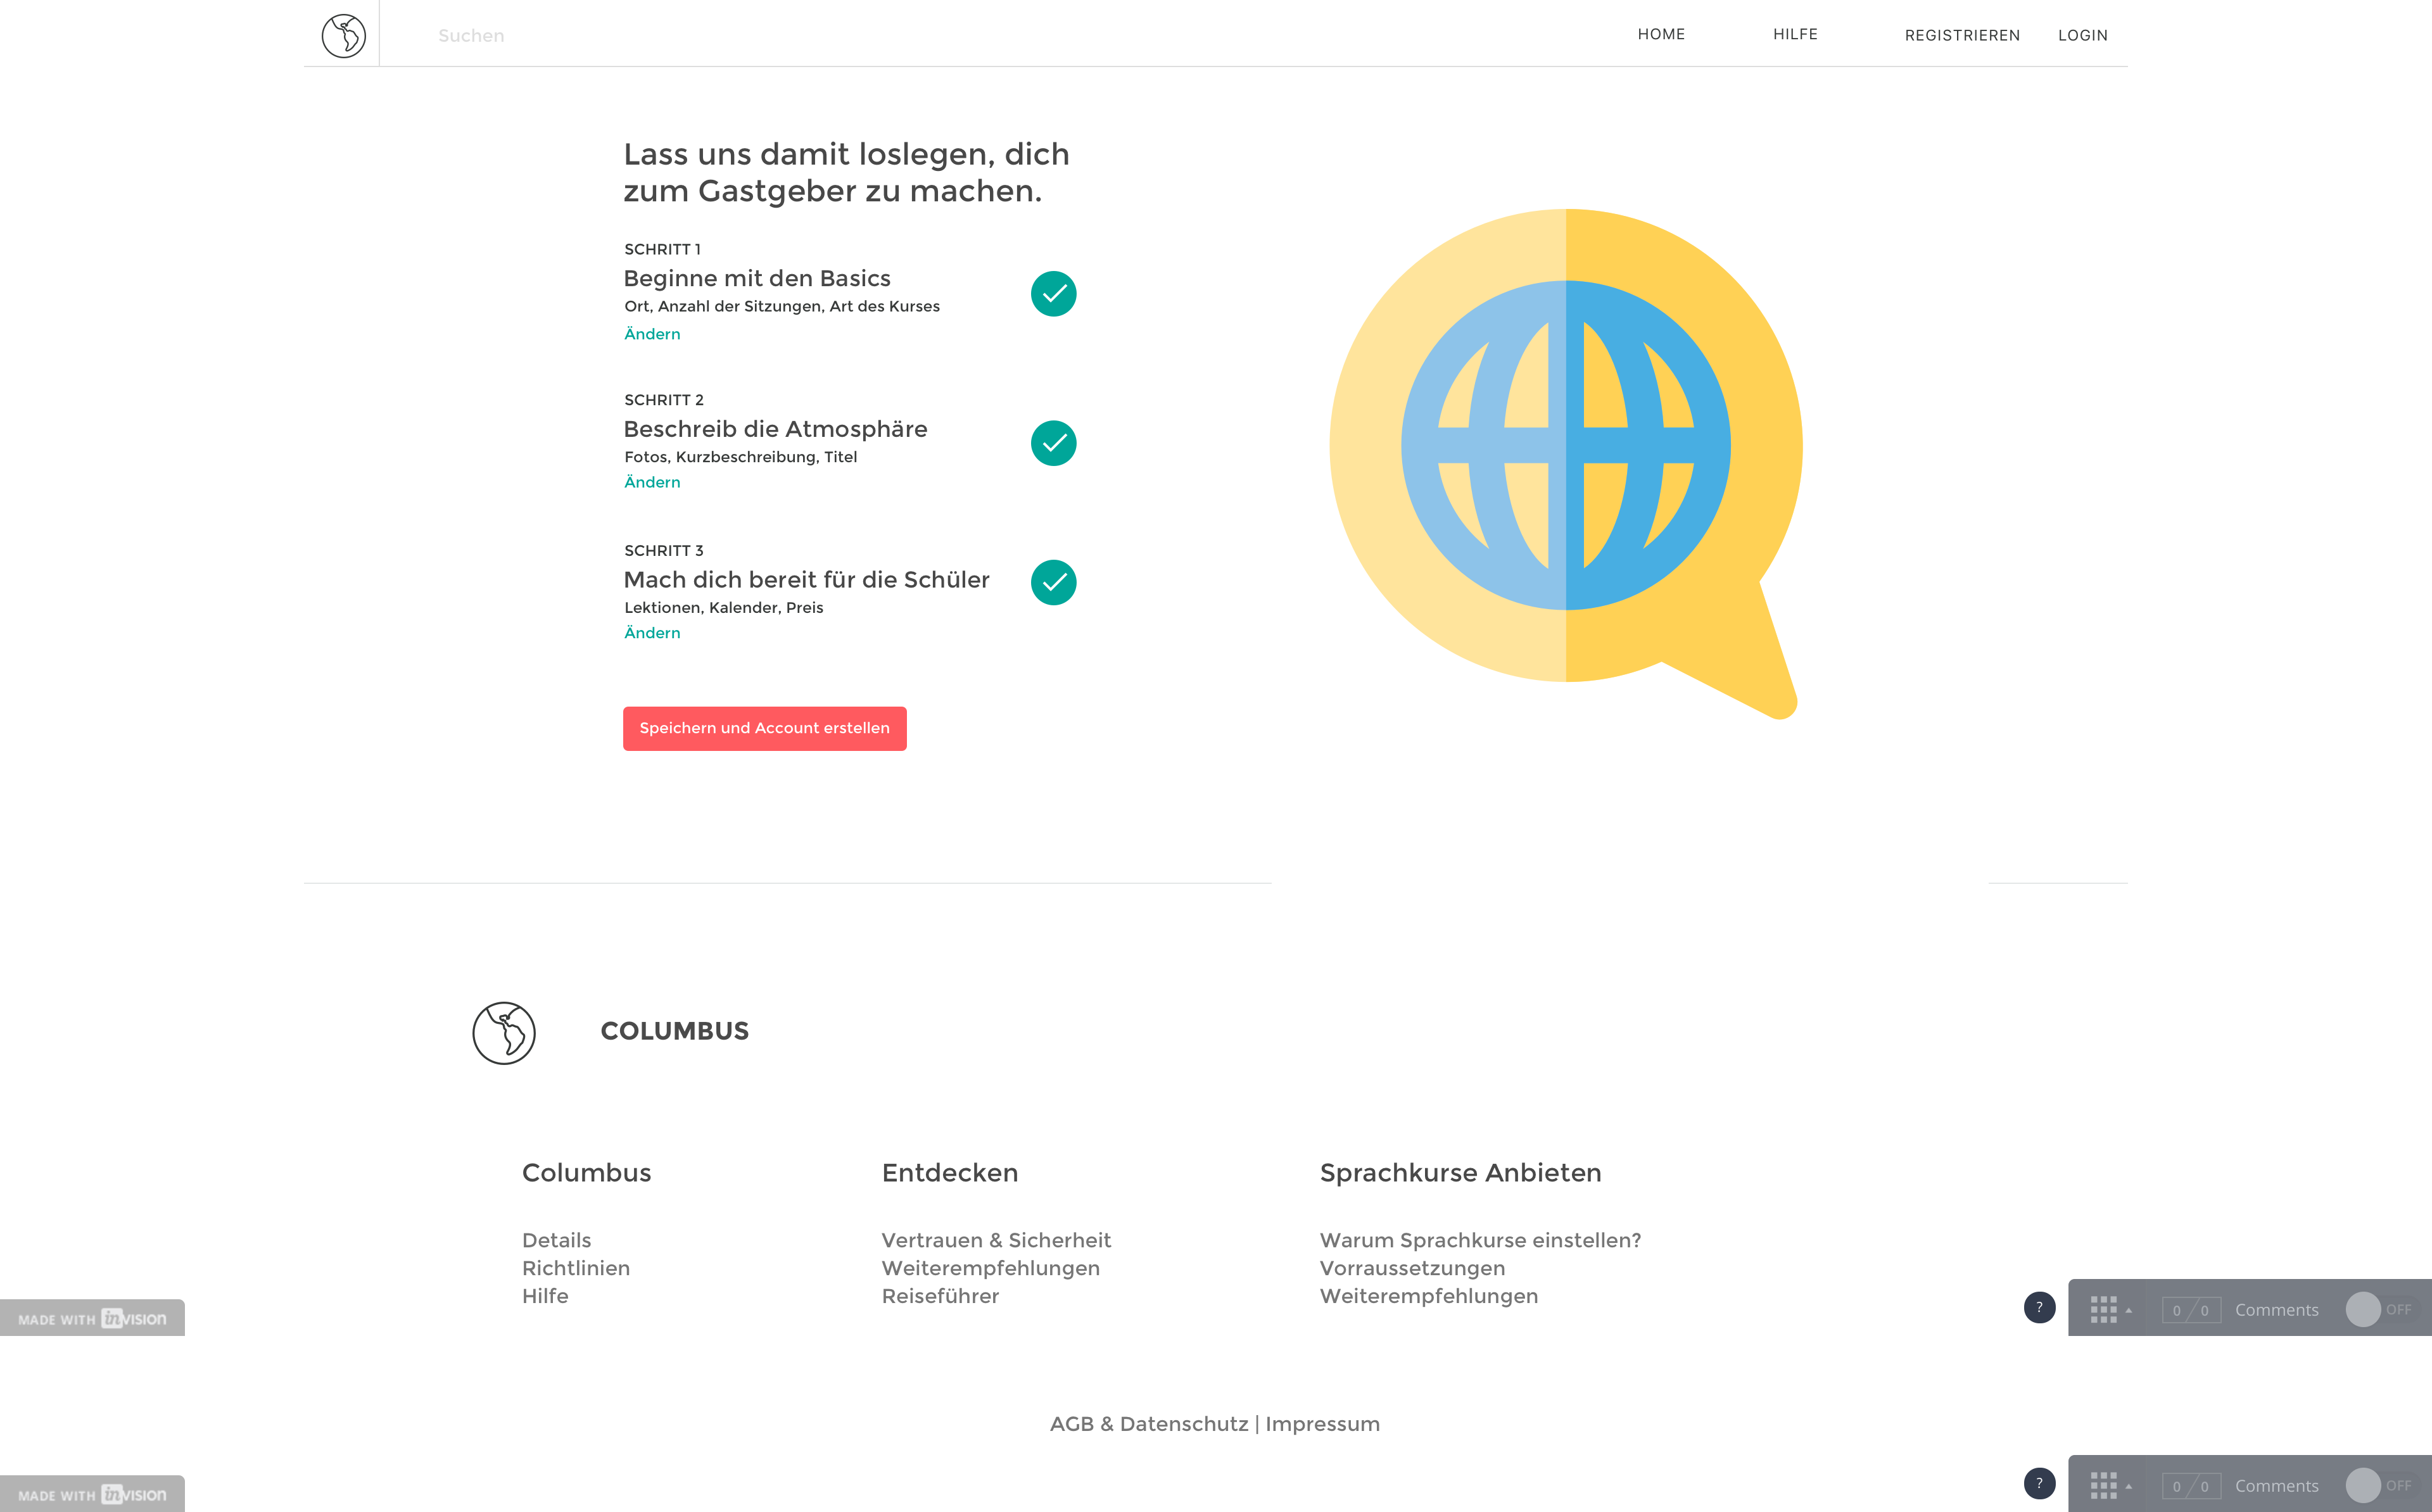 Suchen
HOME
HILFE
REGISTRIEREN
LOGIN
Lass uns damit loslegen, dich
zum Gastgeber zu machen.
SCHRITT 1
Beginne mit den Basics
Ort, Anzahl der Sitzungen, Art des Kurses
Ändern
SCHRITT 2
Beschreib die Atmosphäre
Fotos, Kurzbeschreibung, Titel
Ändern
SCHRITT 3
Mach dich bereit für die Schüler
Lektionen, Kalender, Preis
Ändern
Speichern und Account erstellen
COLUMBUS
Columbus
Details
Richtlinien
Hilfe
Entdecken
Vertrauen & Sicherheit
Weiterempfehlungen
Reiseführer
Sprachkurse Anbieten
Warum Sprachkurse einstellen?
Vorraussetzungen
Weiterempfehlungen
MADE WITH inVISION
?
0 / 0 Comments OFF
AGB & Datenschutz | Impressum
MADE WITH inVISION
?
0 / 0 Comments OFF